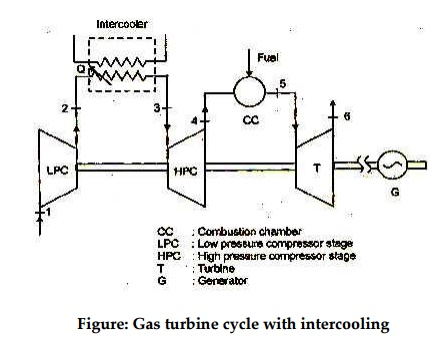 Intercooler
Q
Fuel
2
3
4
5
CC
6
LPC
HPC
T
G
1
CC : Combustion chamber
LPC : Low pressure compressor stage
HPC : High pressure compressor stage
T : Turbine
G : Generator
Figure: Gas turbine cycle with intercooling